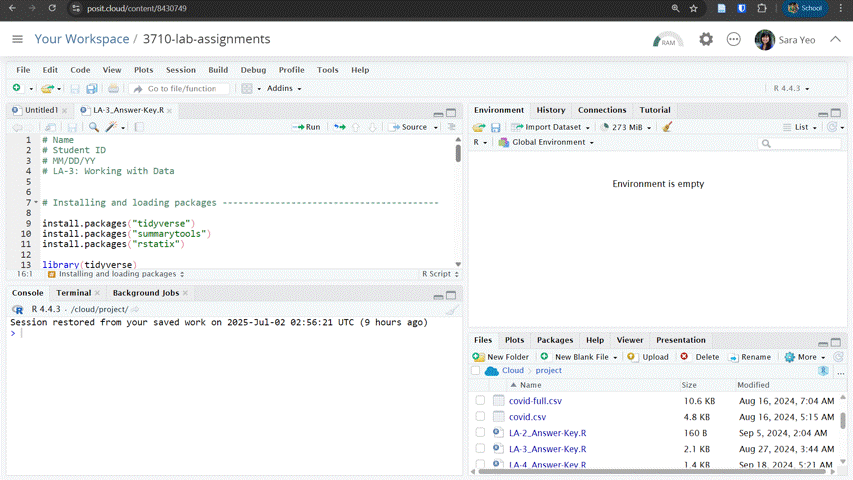 posit.cloud/content/8430749
School
Your Workspace / 3710-lab-assignments
RAM
Sara Yeo
File Edit Code View Plots Session Build Debug Profile Tools Help
Go to file/function
Addins
R 4.4.3
Untitled1
LA-3_Answer-Key.R
Run
Source
1 # Name
2 # Student ID
3 # MM/DD/YY
4 # LA-3: Working with Data
5
6
7 # Installing and loading packages ----------------------------------------
8
9 install.packages("tidyverse")
10 install.packages("summarytools")
11 install.packages("rstatix")
12
13 library(tidyverse)
16:1 Installing and loading packages
R Script
Console Terminal Background Jobs
R 4.4.3 · /cloud/project/
Session restored from your saved work on 2025-Jul-02 02:56:21 UTC (9 hours ago)
>
Environment History Connections Tutorial
Import Dataset 273 MiB List
R Global Environment
Environment is empty
Files Plots Packages Help Viewer Presentation
New Folder New Blank File Upload Delete Rename More
Cloud project
Name Size Modified
covid-full.csv 10.6 KB Aug 16, 2024, 7:04 AM
covid.csv 4.8 KB Aug 16, 2024, 5:15 AM
LA-2_Answer-Key.R 160 B Sep 5, 2024, 2:04 AM
LA-3_Answer-Key.R 2.1 KB Aug 27, 2024, 3:44 AM
LA-4_Answer-Key.R 1.4 KB Sep 18, 2024, 5:21 AM